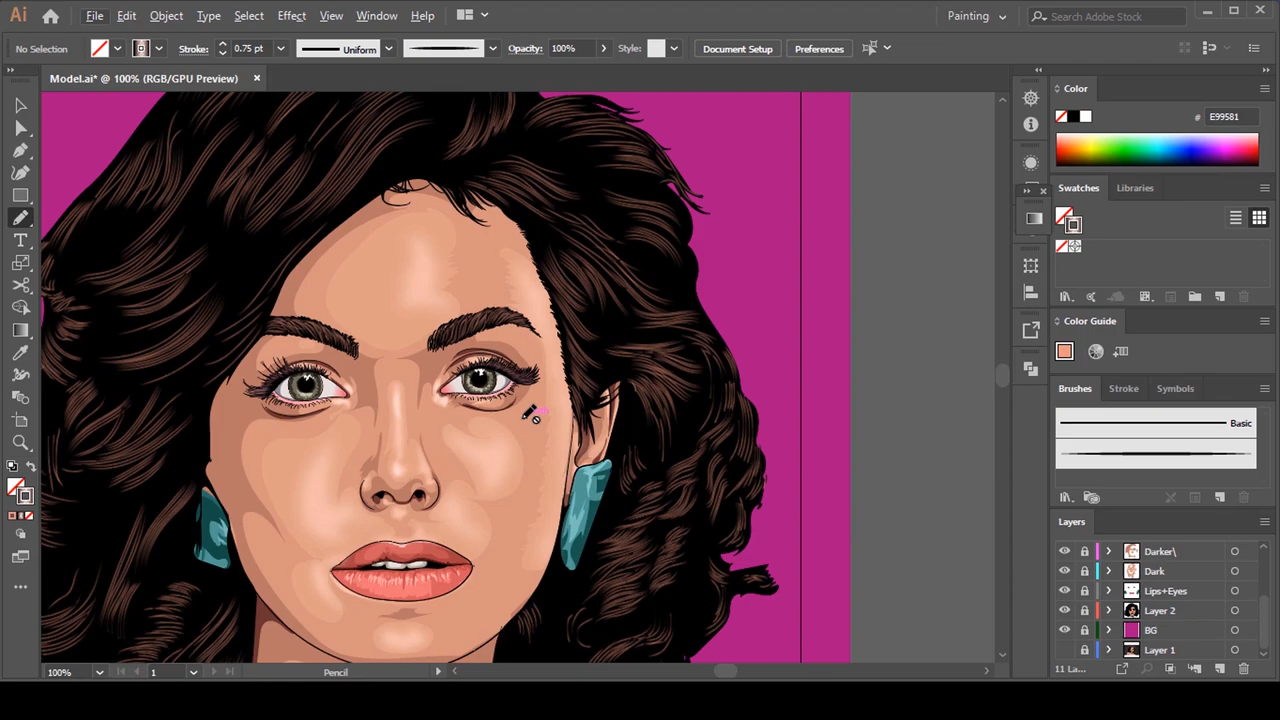 Ai File Edit Object Type Select Effect View Window Help Painting Search Adobe Stock
No Selection Stroke: 0.75 pt Uniform Opacity: 100% Style: Document Setup Preferences
Model.ai* @ 100% (RGB/GPU Preview)
Color
# E99581
Swatches Libraries
Color Guide
Brushes Stroke Symbols
Basic
Layers
Darker\
Dark
Lips+Eyes
Layer 2
BG
Layer 1
11 La...
100% 1 Pencil